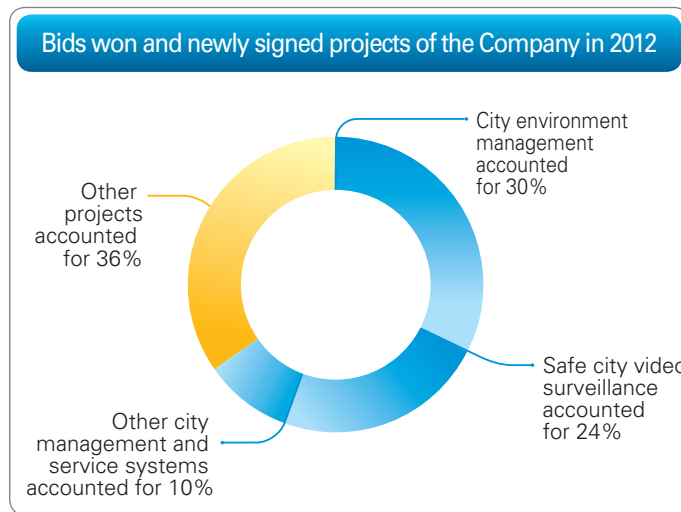 Bids won and newly signed projects of the Company in 2012
City environment
management
accounted
for 30%
Other
projects
accounted
for 36%
Safe city video
surveillance
accounted
for 24%
Other city
management and
service systems
accounted for 10%